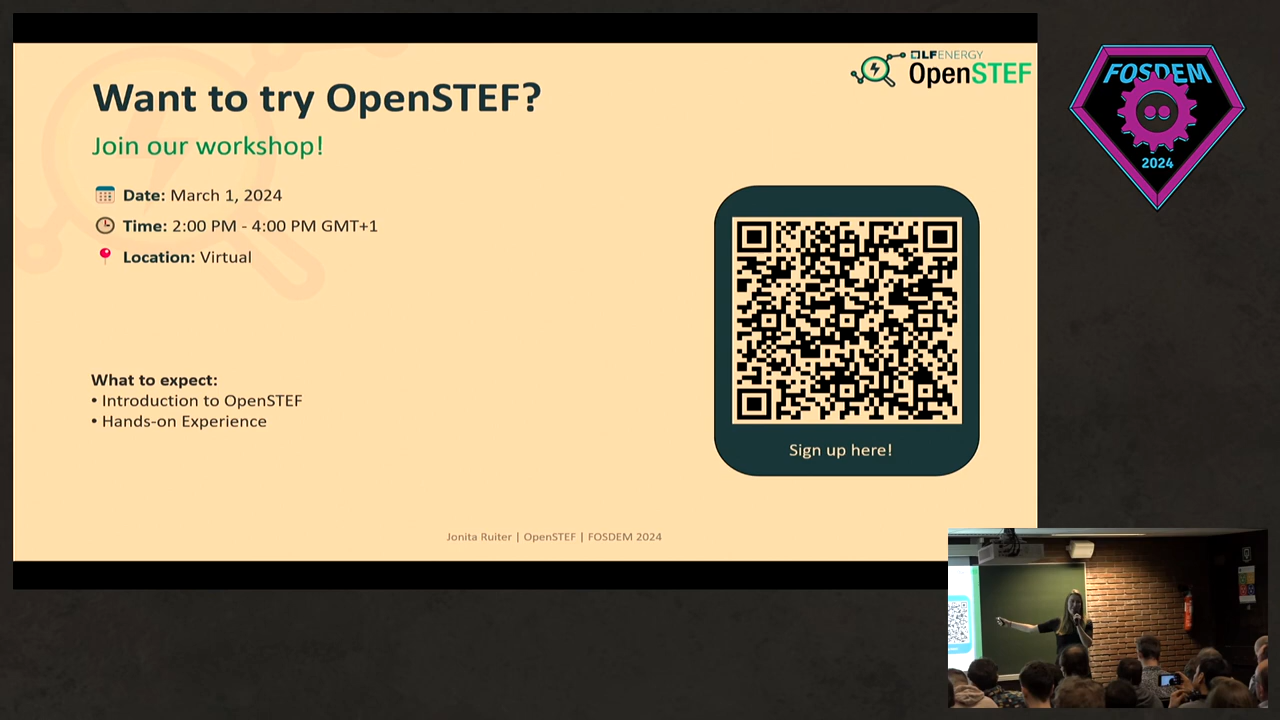 LFENERGY
OpenSTEF
Want to try OpenSTEF?
Join our workshop!
Date: March 1, 2024
Time: 2:00 PM - 4:00 PM GMT+1
Location: Virtual
What to expect:
• Introduction to OpenSTEF
• Hands-on Experience
Sign up here!
Jonita Ruiter | OpenSTEF | FOSDEM 2024
FOSDEM
2024